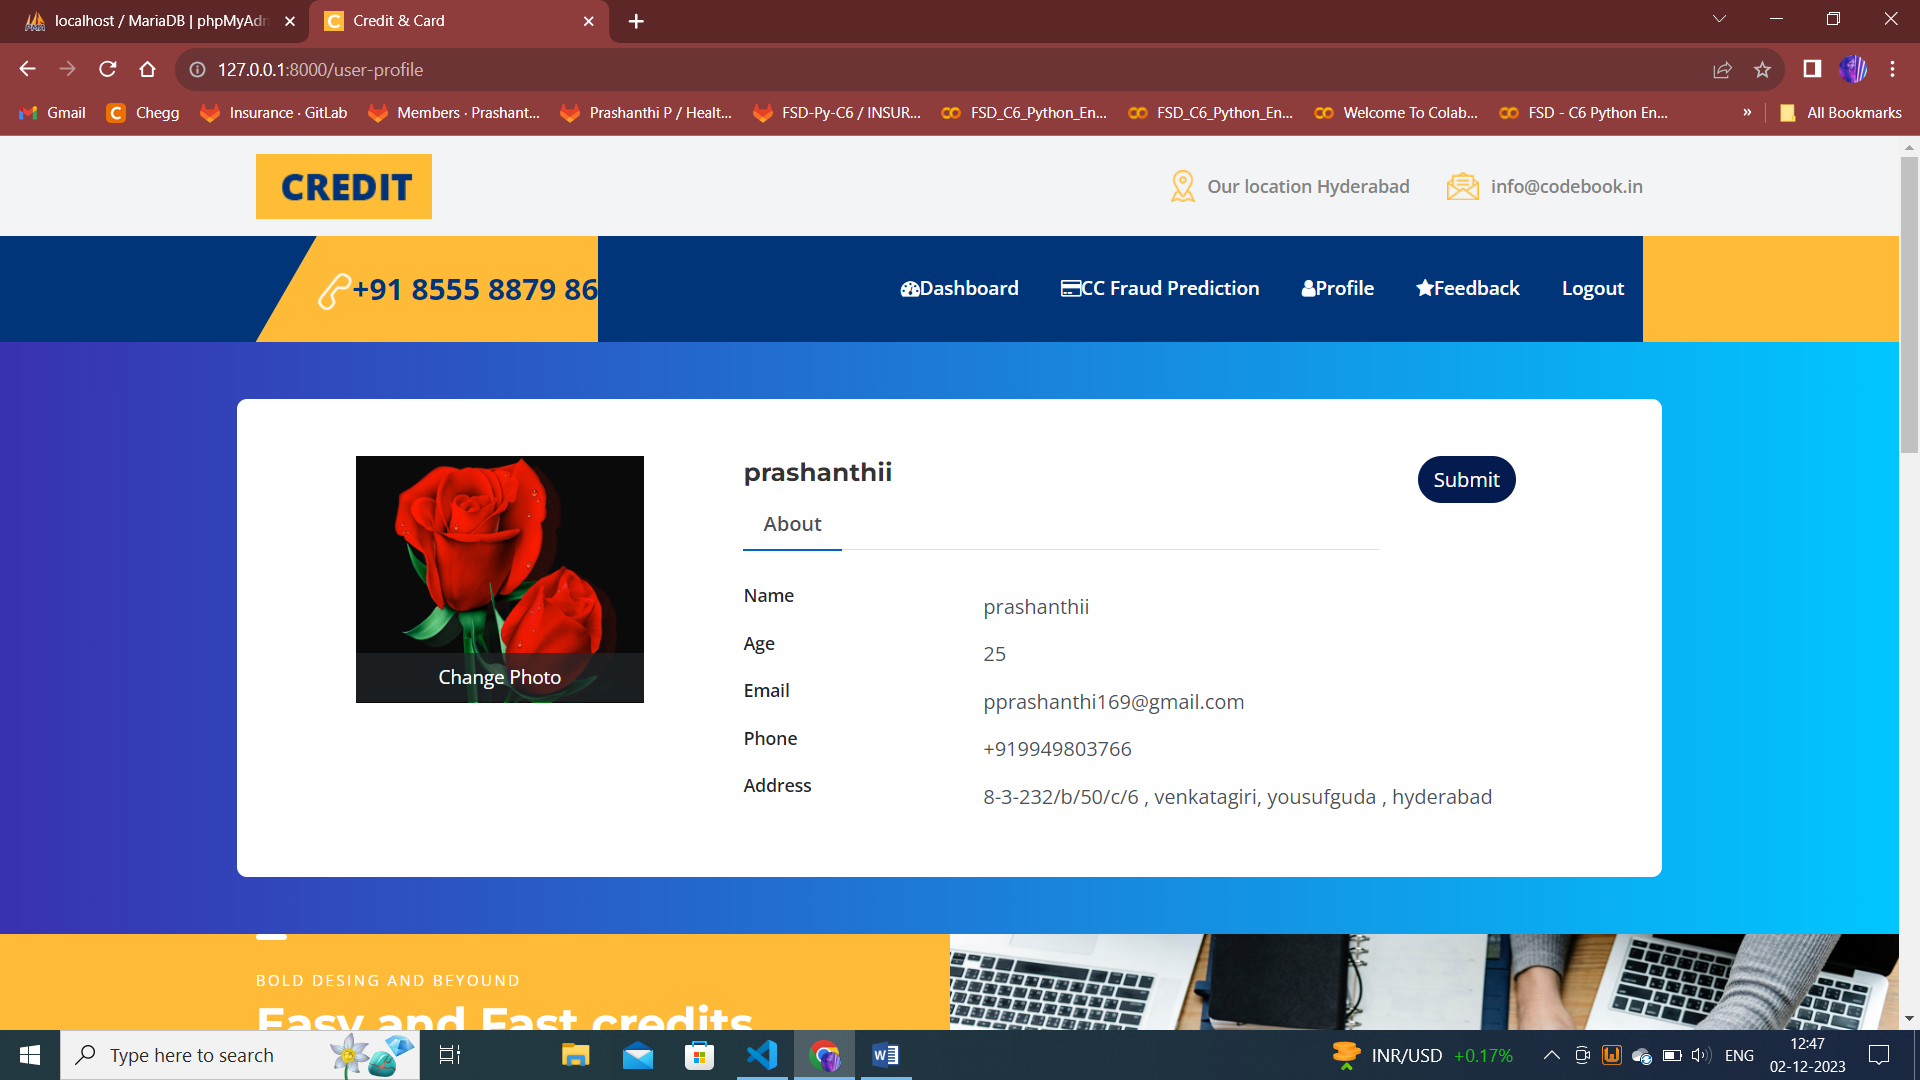 localhost / MariaDB | phpMyAdn
Credit & Card
127.0.0.1:8000/user-profile
Gmail
Chegg
Insurance · GitLab
Members · Prashant...
Prashanthi P / Healt...
FSD-Py-C6 / INSUR...
FSD_C6_Python_En...
FSD_C6_Python_En...
Welcome To Colab...
FSD - C6 Python En...
»
All Bookmarks
CREDIT
Our location Hyderabad
info@codebook.in
+91 8555 8879 86
Dashboard
CC Fraud Prediction
Profile
Feedback
Logout
prashanthii
Submit
About
Change Photo
Name
prashanthii
Age
25
Email
pprashanthi169@gmail.com
Phone
+919949803766
Address
8-3-232/b/50/c/6 , venkatagiri, yousufguda , hyderabad
BOLD DESING AND BEYOUND
Easy and Fast credits
Type here to search
INR/USD +0.17%
ENG
12:47
02-12-2023